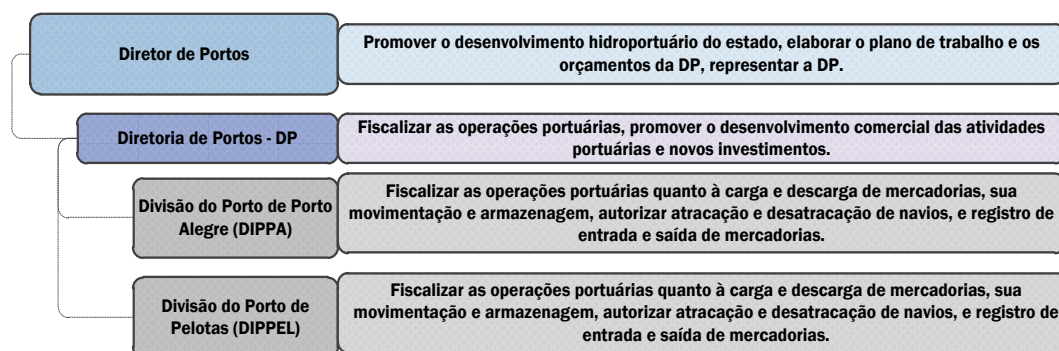 Diretor de Portos
Promover o desenvolvimento hidroportuário do estado, elaborar o plano de trabalho e os
orçamentos da DP, representar a DP.
Diretoria de Portos - DP
Fiscalizar as operações portuárias, promover o desenvolvimento comercial das atividades
portuárias e novos investimentos.
Divisão do Porto de Porto
Alegre (DIPPA)
Fiscalizar as operações portuárias quanto à carga e descarga de mercadorias, sua
movimentação e armazenagem, autorizar atracação e desatracação de navios, e registro de
entrada e saída de mercadorias.
Divisão do Porto de
Pelotas (DIPPEL)
Fiscalizar as operações portuárias quanto à carga e descarga de mercadorias, sua
movimentação e armazenagem, autorizar atracação e desatracação de navios, e registro de
entrada e saída de mercadorias.